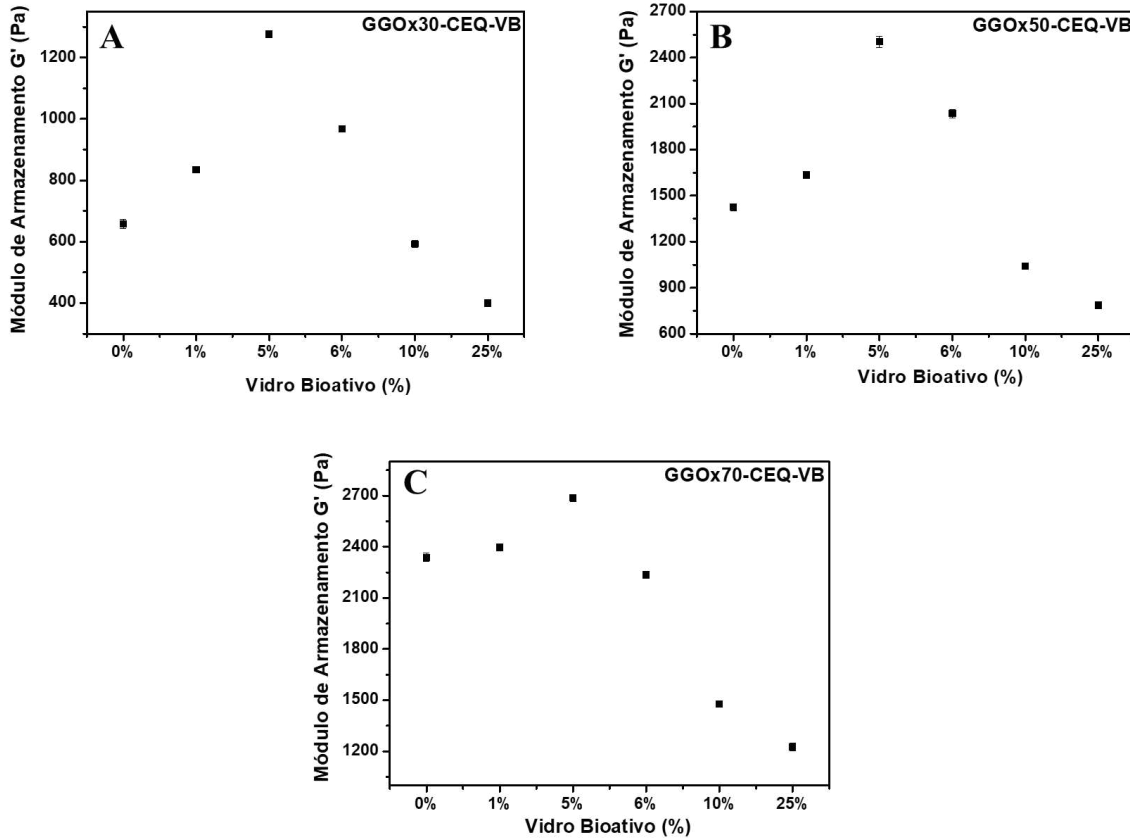 A
GGOx30-CEQ-VB
Módulo de Armazenamento G' (Pa)
1200
1000
800
600
400
0% 1% 5% 6% 10% 25%
Vidro Bioativo (%)
B
GGOx50-CEQ-VB
Módulo de Armazenamento G' (Pa)
2700
2400
2100
1800
1500
1200
900
600
0% 1% 5% 6% 10% 25%
Vidro Bioativo (%)
C
GGOx70-CEQ-VB
Módulo de Armazenamento G' (Pa)
2700
2400
2100
1800
1500
1200
0% 1% 5% 6% 10% 25%
Vidro Bioativo (%)